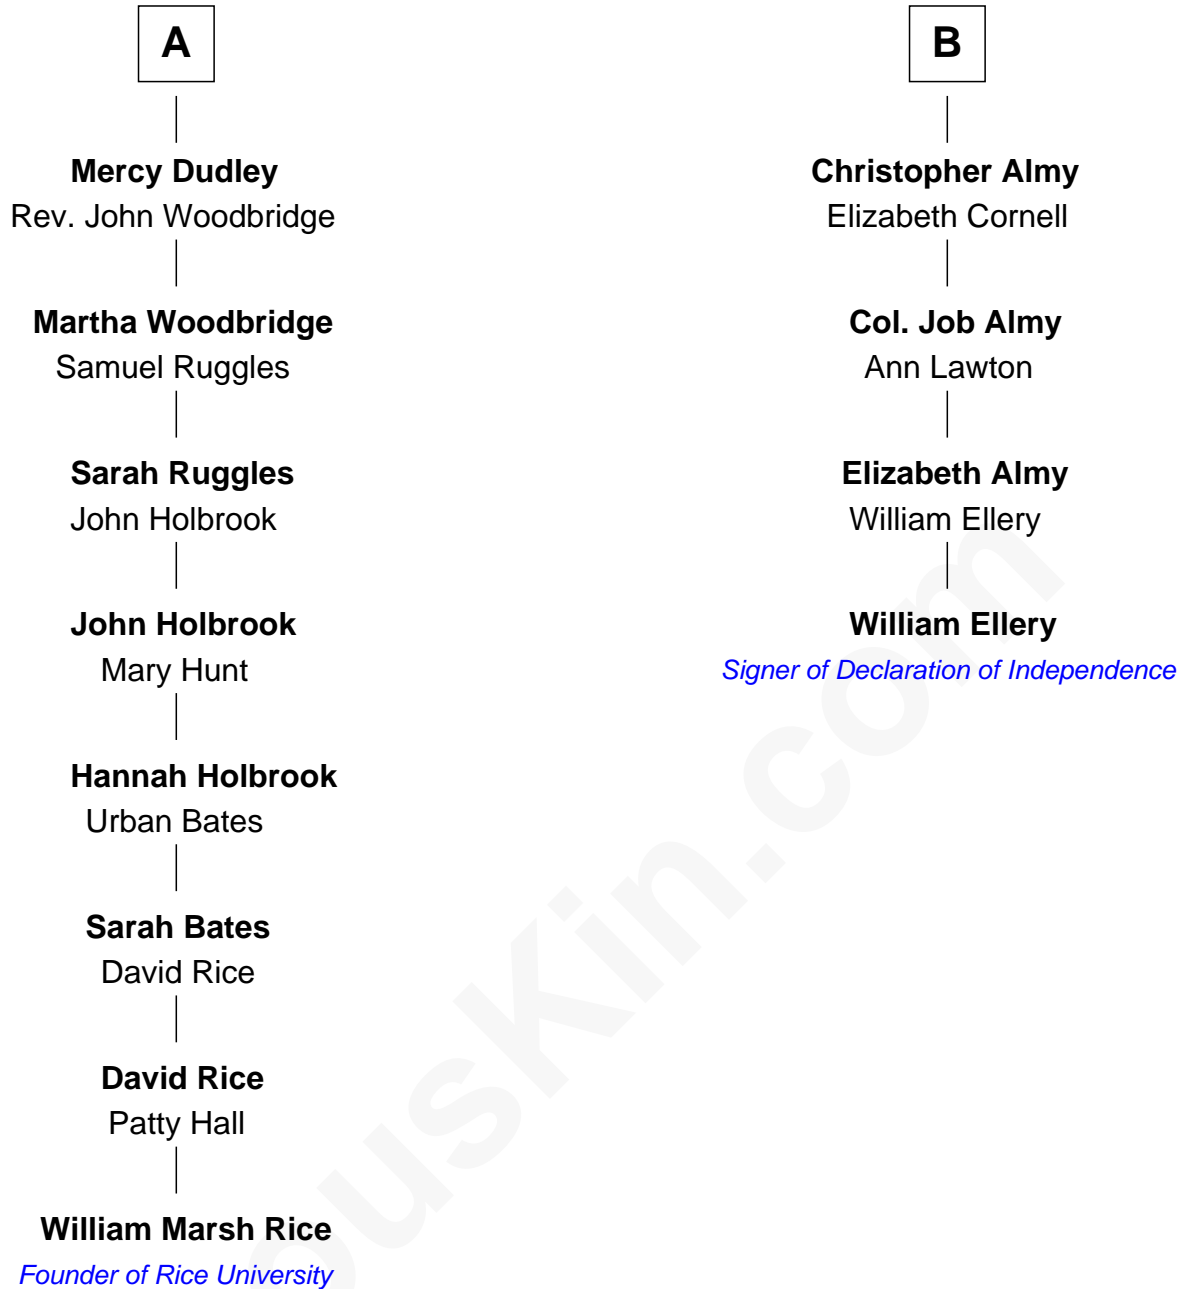 A
Mercy Dudley
Rev. John Woodbridge
Martha Woodbridge
Samuel Ruggles
Sarah Ruggles
John Holbrook
John Holbrook
Mary Hunt
Hannah Holbrook
Urban Bates
Sarah Bates
David Rice
David Rice
Patty Hall
William Marsh Rice
Founder of Rice University
B
Christopher Almy
Elizabeth Cornell
Col. Job Almy
Ann Lawton
Elizabeth Almy
William Ellery
William Ellery
Signer of Declaration of Independence
ousKin.com